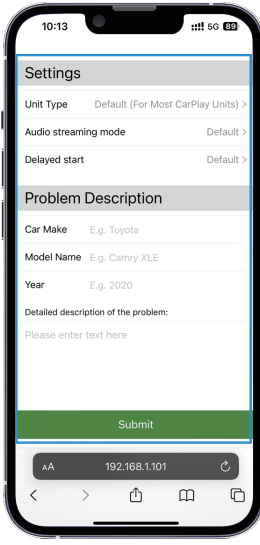 10:13 5G 89
Settings
Unit Type Default (For Most CarPlay Units) >
Audio streaming mode Default >
Delayed start Default >
Problem Description
Car Make E.g. Toyota
Model Name E.g. Camry XLE
Year E.g. 2020
Detailed description of the problem:
Please enter text here
Submit
AA 192.168.1.101